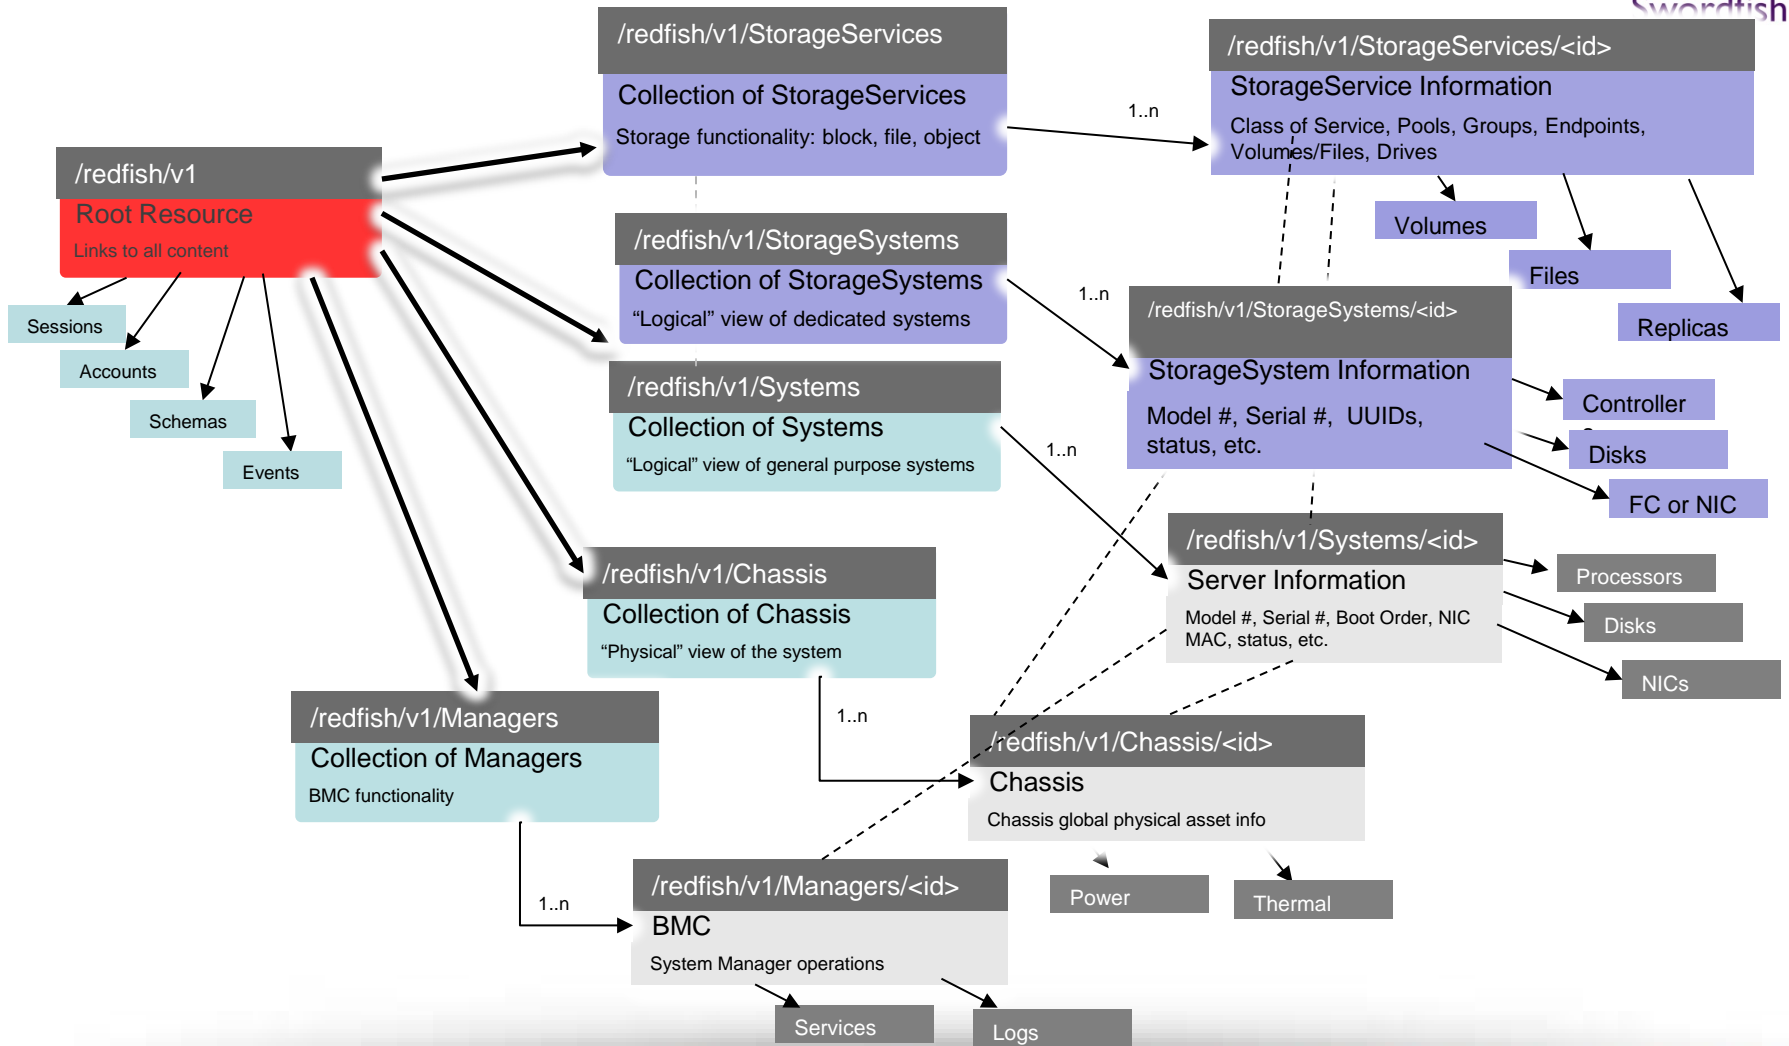 Swordfish
/redfish/v1/StorageServices
Collection of StorageServices
Storage functionality: block, file, object
/redfish/v1/StorageServices/<id>
StorageService Information
Class of Service, Pools, Groups, Endpoints,
Volumes/Files, Drives
1..n
/redfish/v1
Root Resource
Links to all content
Volumes
Files
Replicas
/redfish/v1/StorageSystems
Collection of StorageSystems
“Logical” view of dedicated systems
1..n
/redfish/v1/StorageSystems/<id>
StorageSystem Information
Model #, Serial #, UUIDs,
status, etc.
Sessions
Accounts
Schemas
Events
/redfish/v1/Systems
Collection of Systems
“Logical” view of general purpose systems
1..n
Controller
Disks
FC or NIC
/redfish/v1/Systems/<id>
Server Information
Model #, Serial #, Boot Order, NIC
MAC, status, etc.
Processors
Disks
NICs
/redfish/v1/Chassis
Collection of Chassis
“Physical” view of the system
1..n
/redfish/v1/Managers
Collection of Managers
BMC functionality
1..n
/redfish/v1/Chassis/<id>
Chassis
Chassis global physical asset info
Power
Thermal
/redfish/v1/Managers/<id>
BMC
System Manager operations
Services
Logs